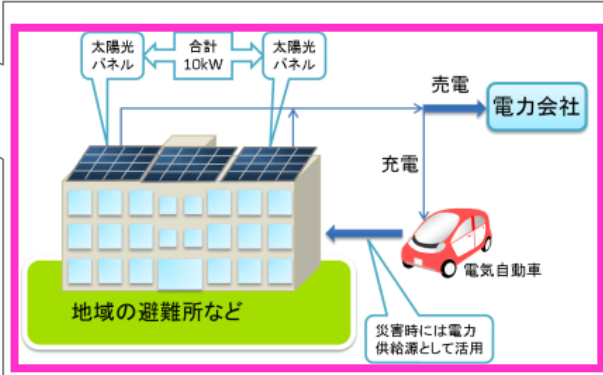 太陽光
パネル
合計
10kW
太陽光
パネル
売電
電力会社
充電
電気自動車
地域の避難所など
災害時には電力
供給源として活用